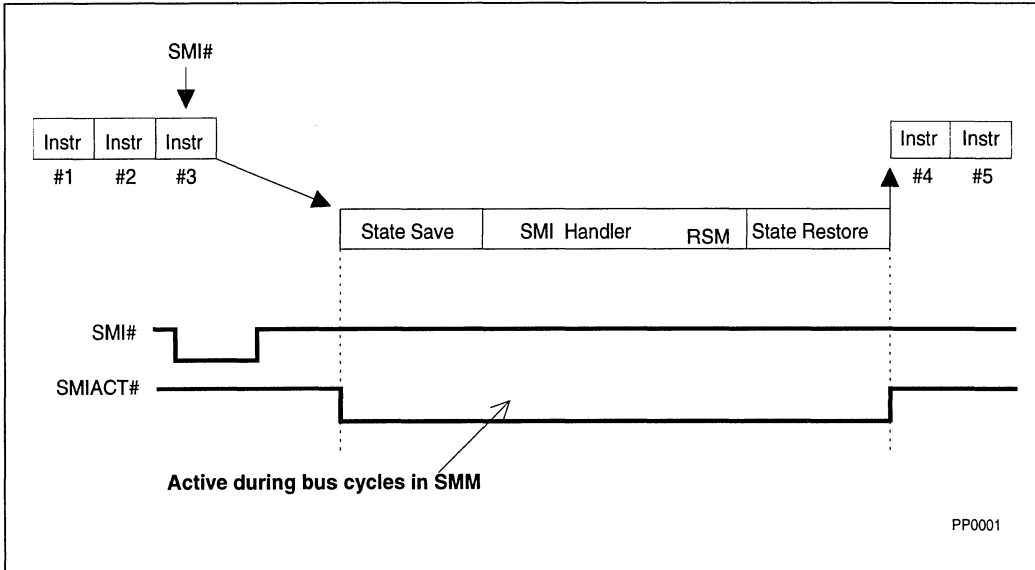 SMI#
Instr Instr Instr
#1 #2 #3
Instr Instr
#4 #5
State Save SMI Handler RSM State Restore
SMI#
SMIACT#
Active during bus cycles in SMM
PP0001